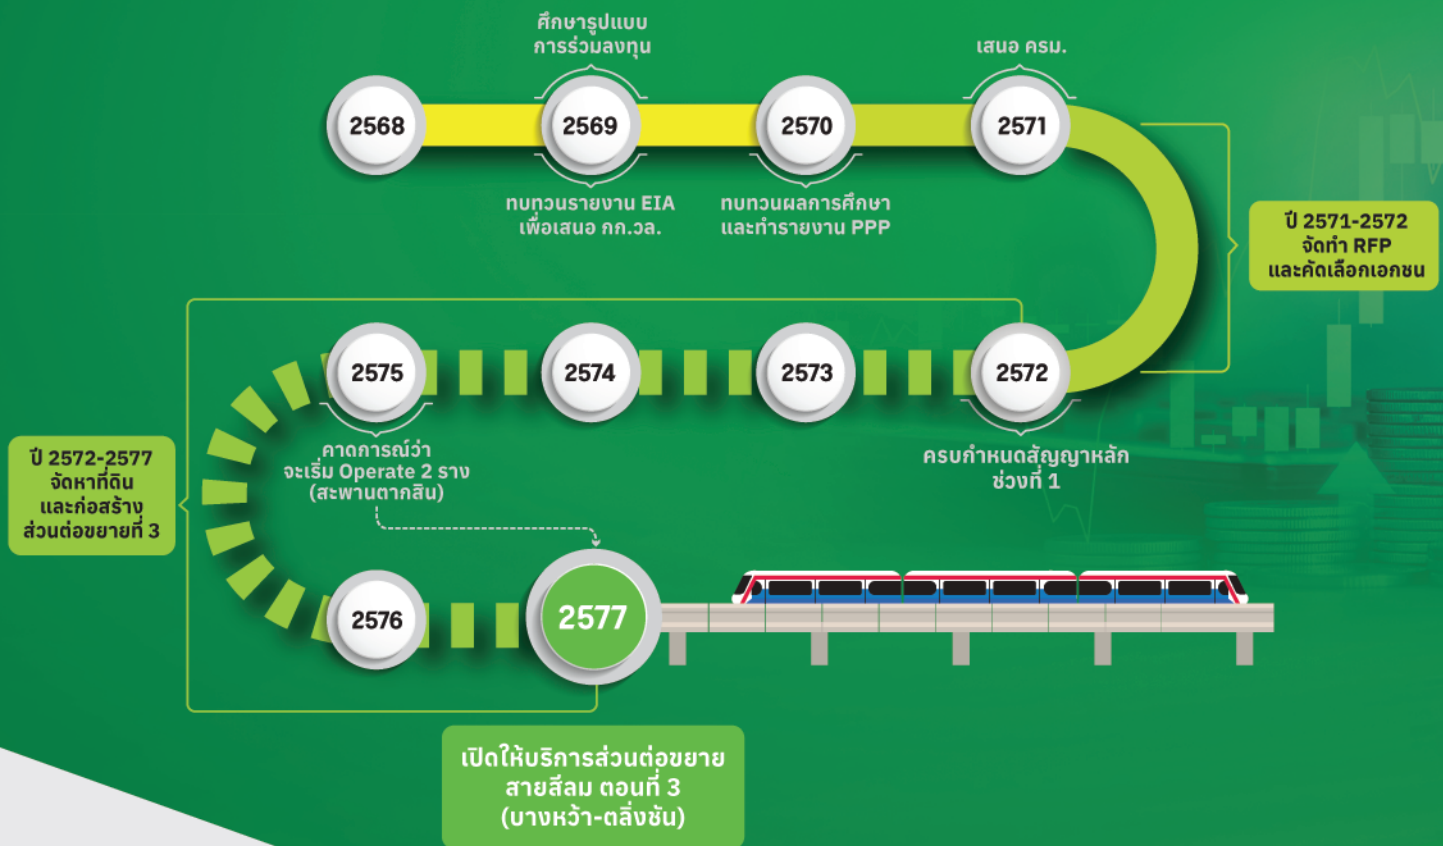 ศึกษารูปแบบ
การร่วมลงทุน
เสนอ ครม.
2568
2569
2570
2571
ทบทวนรายงาน EIA
เพื่อเสนอ กก.วล.
ทบทวนผลการศึกษา
และทำรายงาน PPP
ปี 2571-2572
จัดทำ RFP
และคัดเลือกเอกชน
2575
2574
2573
2572
คาดการณ์ว่า
จะเริ่ม Operate 2 ราง
(สะพานตากสิน)
ครบกำหนดสัญญาหลัก
ช่วงที่ 1
ปี 2572-2577
จัดหาที่ดิน
และก่อสร้าง
ส่วนต่อขยายที่ 3
2576
2577
เปิดให้บริการส่วนต่อขยาย
สายสีลม ตอนที่ 3
(บางหว้า-ตลิ่งชัน)